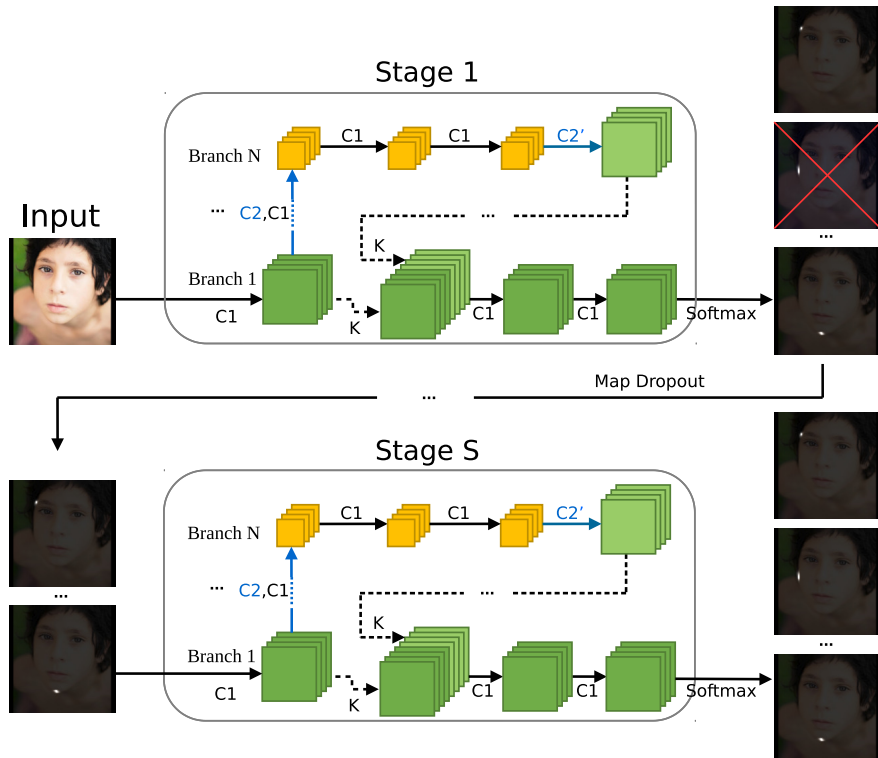 Stage 1
Branch N
C1
C1
C2’
...
C2,C1
...
Input
K
Branch 1
C1
K
C1
C1
Softmax
...
Map Dropout
...
Stage S
Branch N
C1
C1
C2’
...
C2,C1
...
...
K
Branch 1
C1
K
C1
C1
Softmax
...